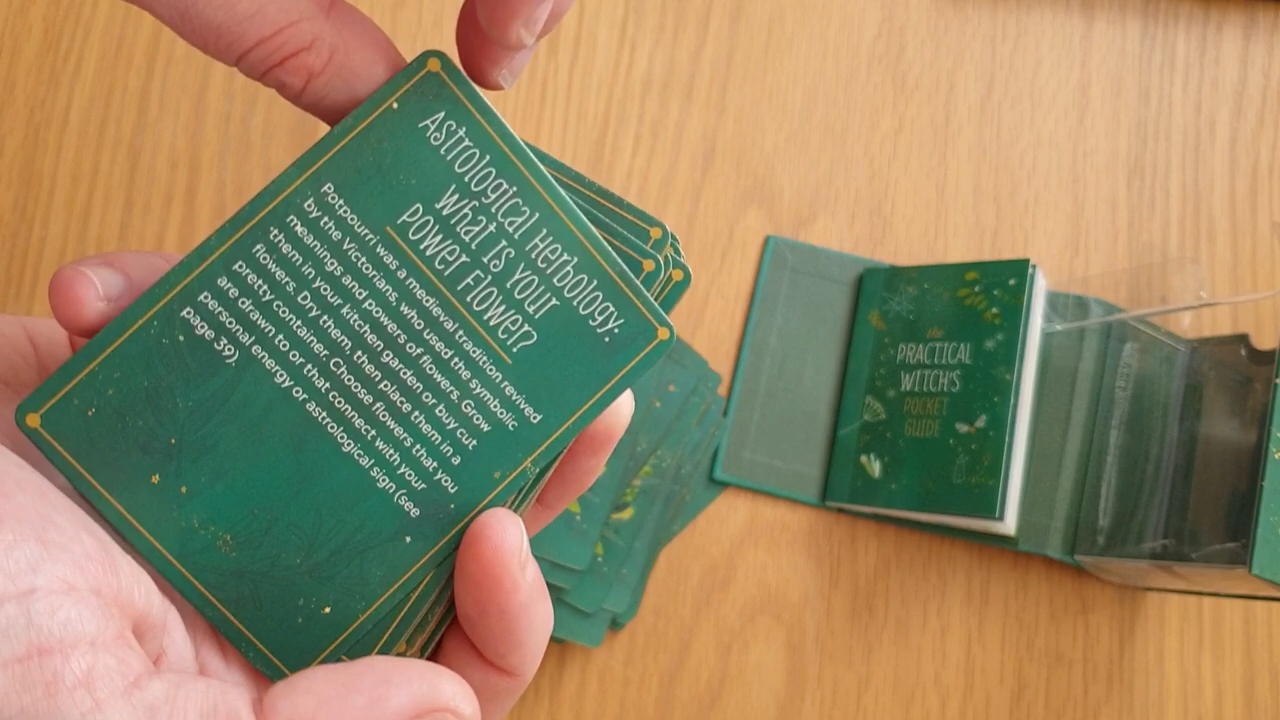 Astrological Herbology:
What is Your
Power Flower?
Potpourri was a medieval tradition revived
by the Victorians, who used the symbolic
meanings and powers of flowers. Grow
them in your kitchen garden or buy cut
flowers. Dry them, then place them in a
pretty container. Choose flowers that you
are drawn to or that connect with your
personal energy or astrological sign (see
page 39).
the
PRACTICAL
WITCH'S
POCKET
GUIDE